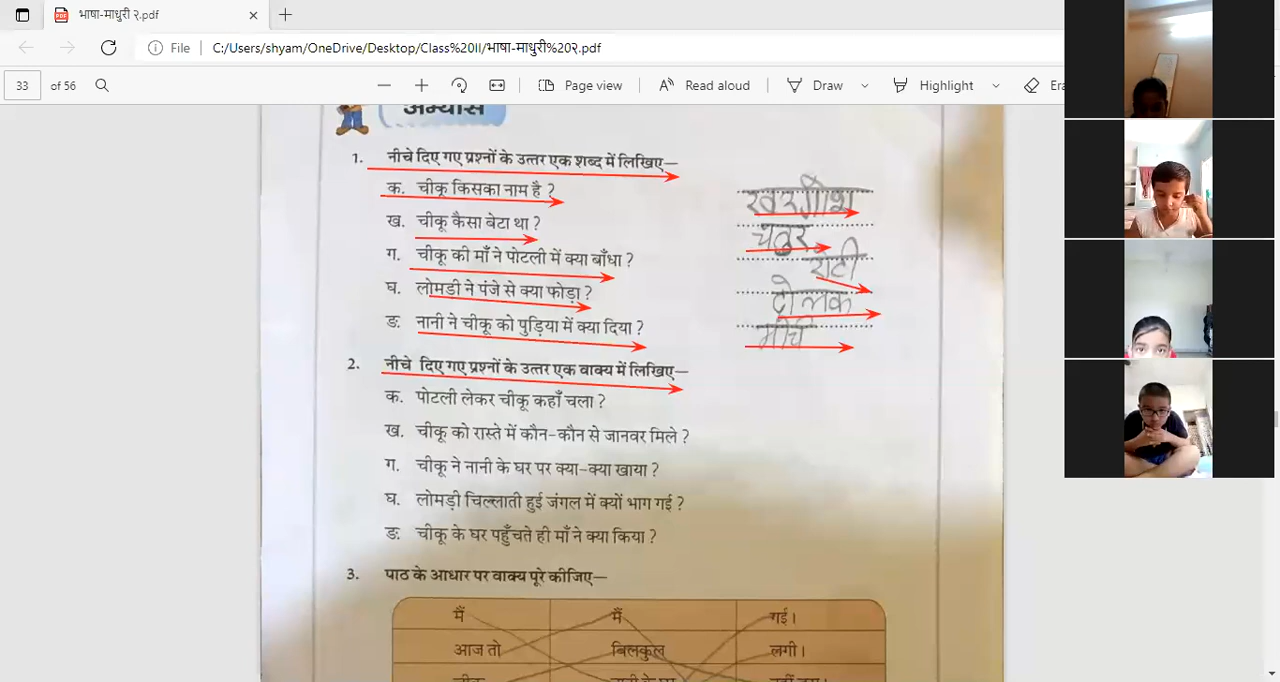 भाषा-माधुरी २.pdf
File C:/Users/shyam/OneDrive/Desktop/Class%20II/भाषा-माधुरी%20२.pdf
33 of 56 Page view Read aloud Draw Highlight Era
अभ्यास
1. नीचे दिए गए प्रश्नों के उत्तर एक शब्द में लिखिए—
क. चीकू किसका नाम है ? खरगोश
ख. चीकू कैसा बेटा था ? चतुर
ग. चीकू की माँ ने पोटली में क्या बाँधा ? रोटी
घ. लोमड़ी ने पंजे से क्या फोड़ा ? ढोलक
ङ. नानी ने चीकू को पुड़िया में क्या दिया ? मीर्च
2. नीचे दिए गए प्रश्नों के उत्तर एक वाक्य में लिखिए—
क. पोटली लेकर चीकू कहाँ चला ?
ख. चीकू को रास्ते में कौन-कौन से जानवर मिले ?
ग. चीकू ने नानी के घर पर क्या-क्या खाया ?
घ. लोमड़ी चिल्लाती हुई जंगल में क्यों भाग गई ?
ङ. चीकू के घर पहुँचते ही माँ ने क्या किया ?
3. पाठ के आधार पर वाक्य पूरे कीजिए—
मैं मैं गई।
आज तो बिलकुल लगी।
चीकू नानी के घर